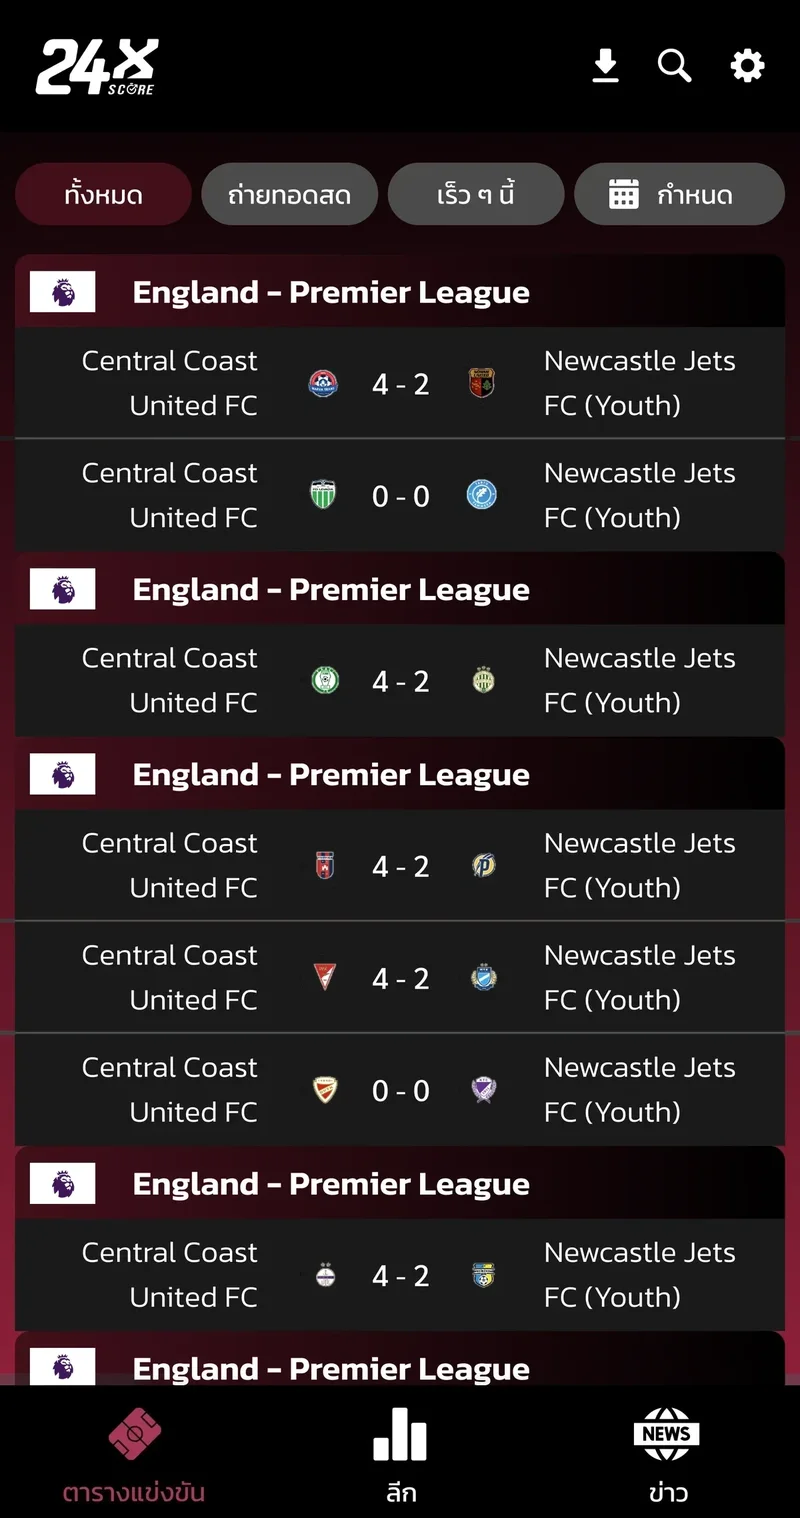 24X
SCORE
ทั้งหมด
ถ่ายทอดสด
เร็ว ๆ นี้
กำหนด
England - Premier League
Central Coast
United FC
4 - 2
Newcastle Jets
FC (Youth)
Central Coast
United FC
0 - 0
Newcastle Jets
FC (Youth)
England - Premier League
Central Coast
United FC
4 - 2
Newcastle Jets
FC (Youth)
England - Premier League
Central Coast
United FC
4 - 2
Newcastle Jets
FC (Youth)
Central Coast
United FC
4 - 2
Newcastle Jets
FC (Youth)
Central Coast
United FC
0 - 0
Newcastle Jets
FC (Youth)
England - Premier League
Central Coast
United FC
4 - 2
Newcastle Jets
FC (Youth)
England - Premier League
NEWS
ตารางแข่งขัน
ลีก
ข่าว